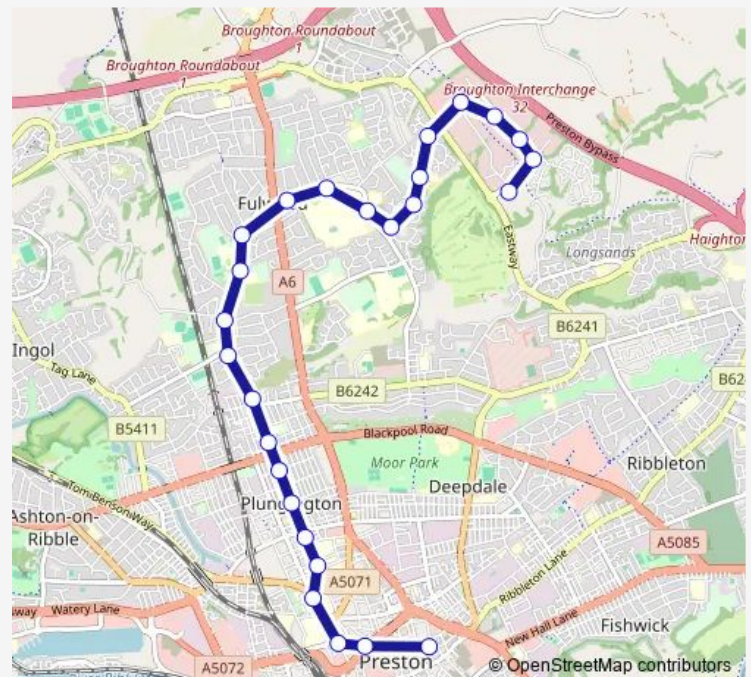 Broughton Roundabout
1
Broughton Roundabout
1
Broughton Interchange
32
Preston Bypass
Haighton
Longsands
Eastway
A6
B6241
Ingol
Tag Lane
B6242
B5411
Blackpool Road
Moor Park
Deepdale
Ribbleton
Tom Benson Way
Ashton-on-
Ribble
A5085
A5071
Ribbleton Lane
Watery Lane
New Hall Lane
Fishwick
A5072
Preston
© OpenStreetMap contributors